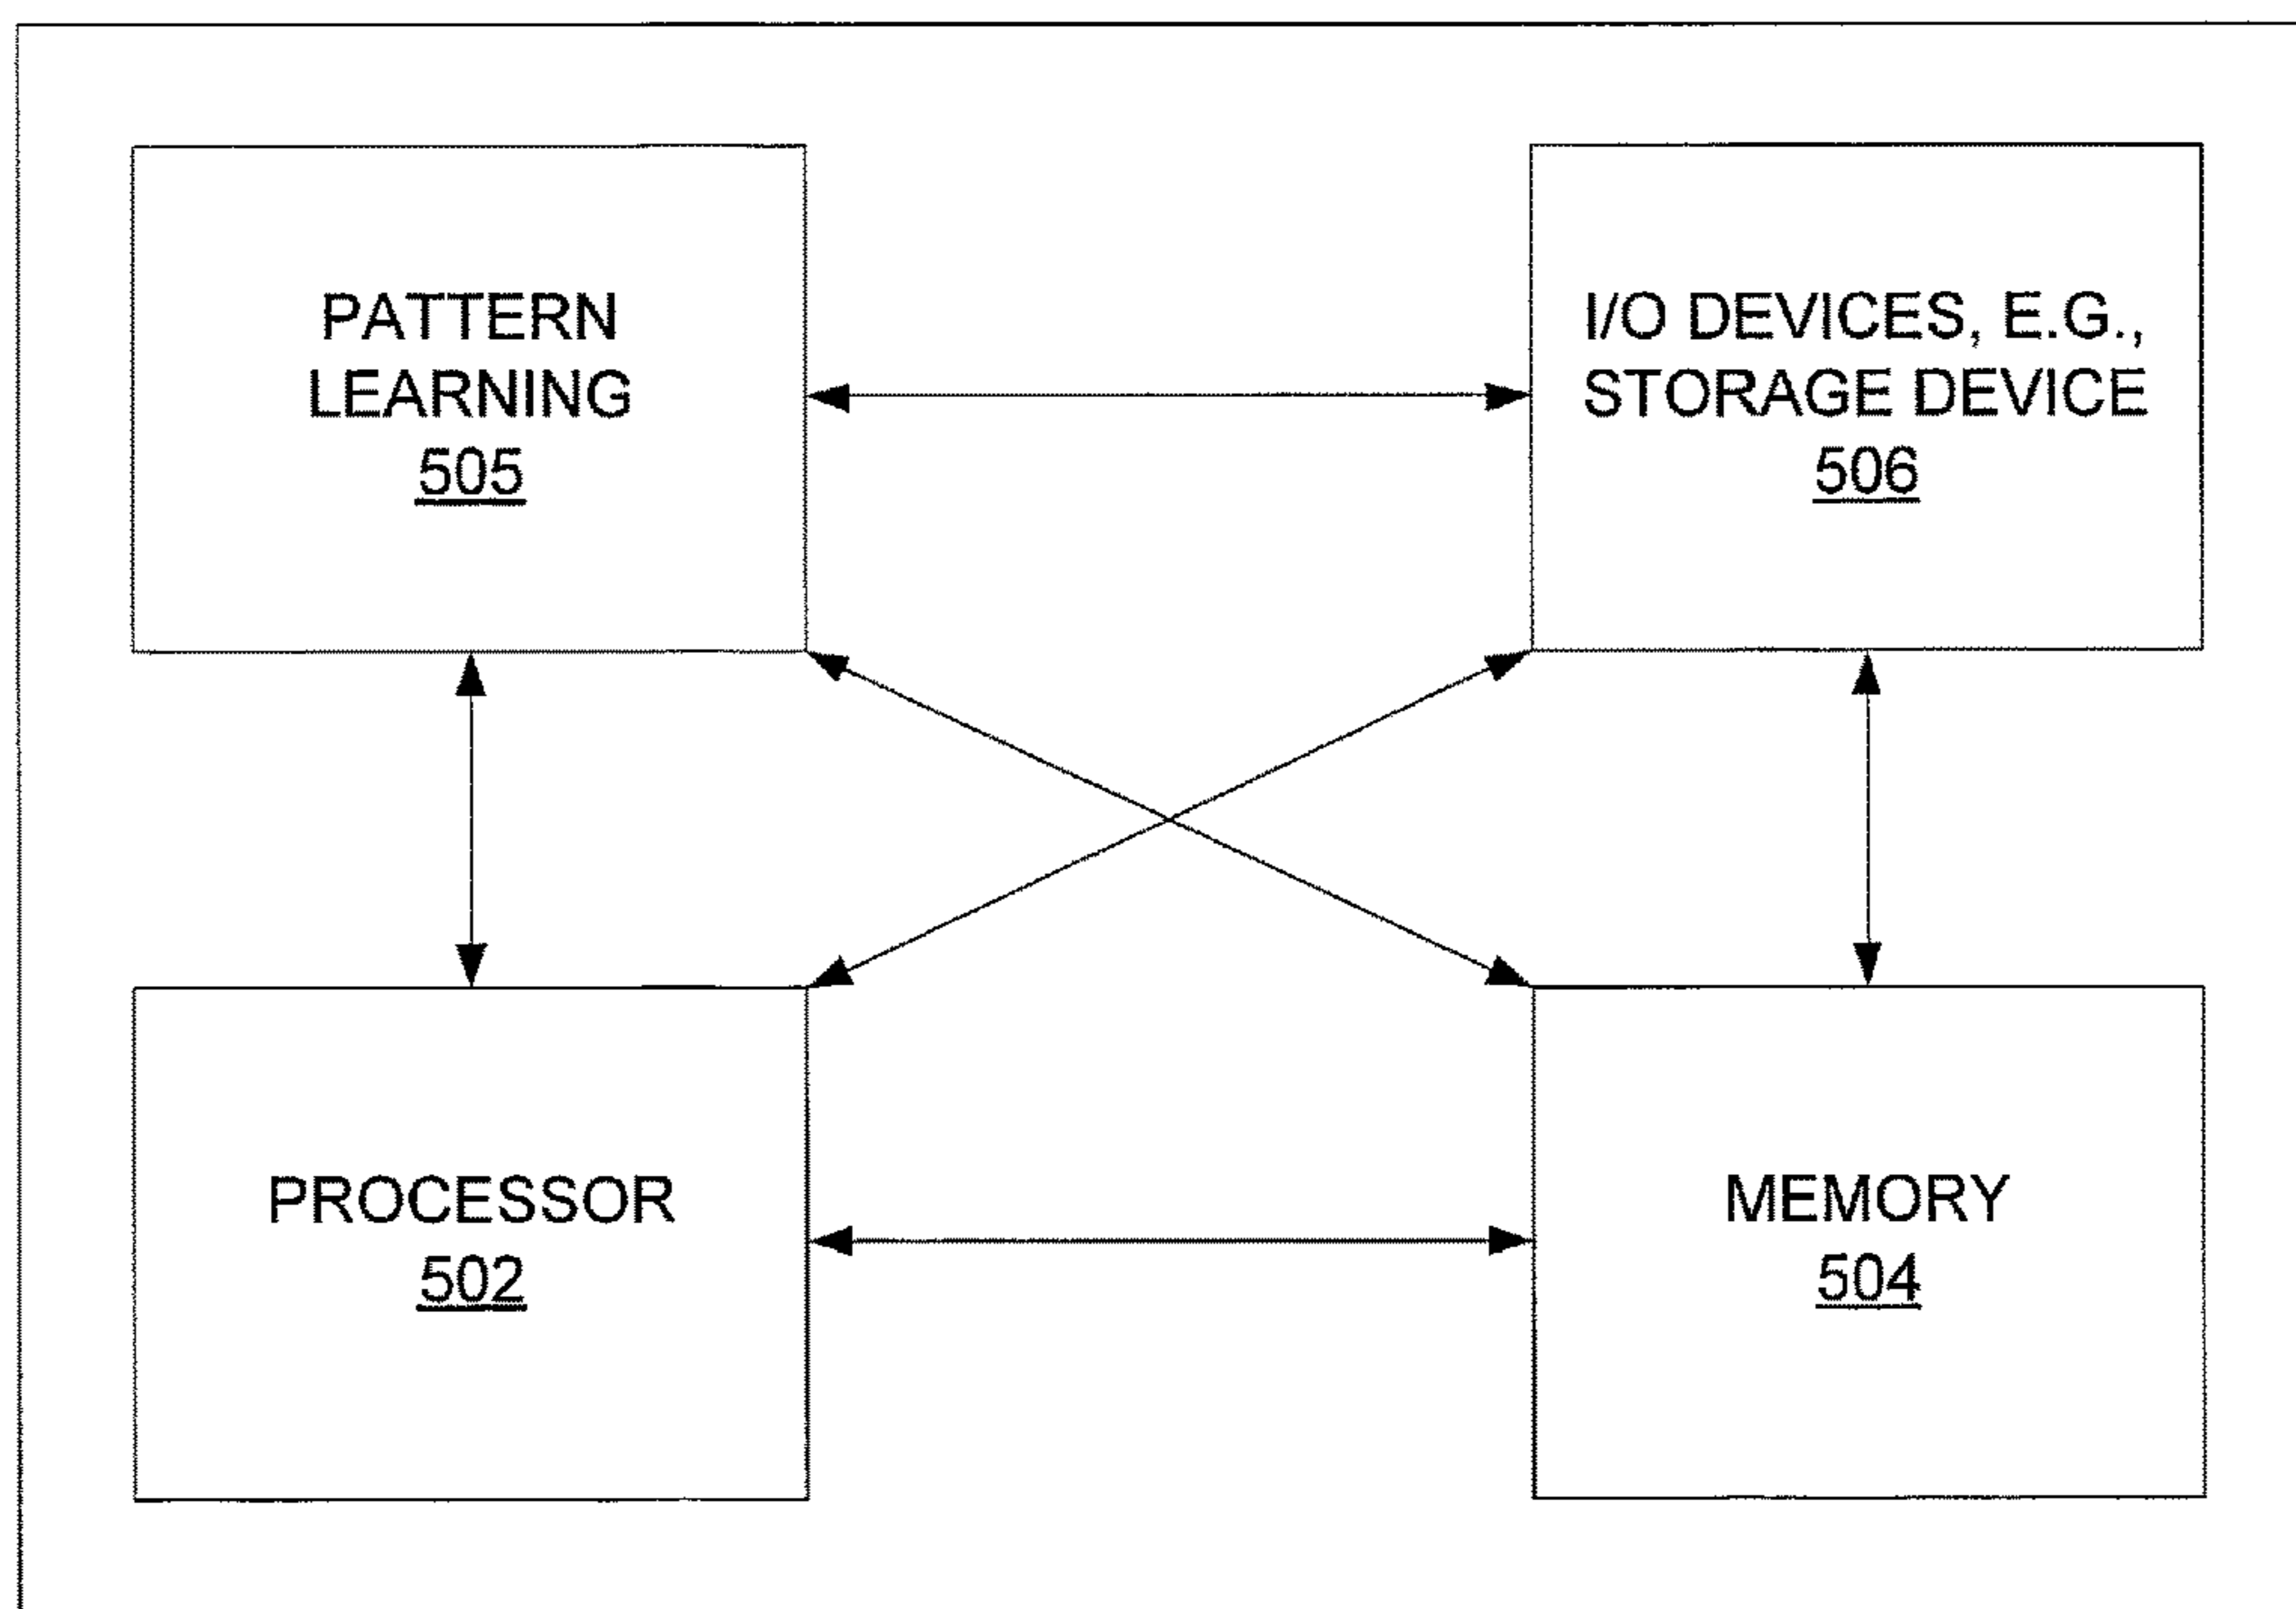 PATTERN
LEARNING
505
I/O DEVICES, E.G.,
STORAGE DEVICE
506
PROCESSOR
502
MEMORY
504